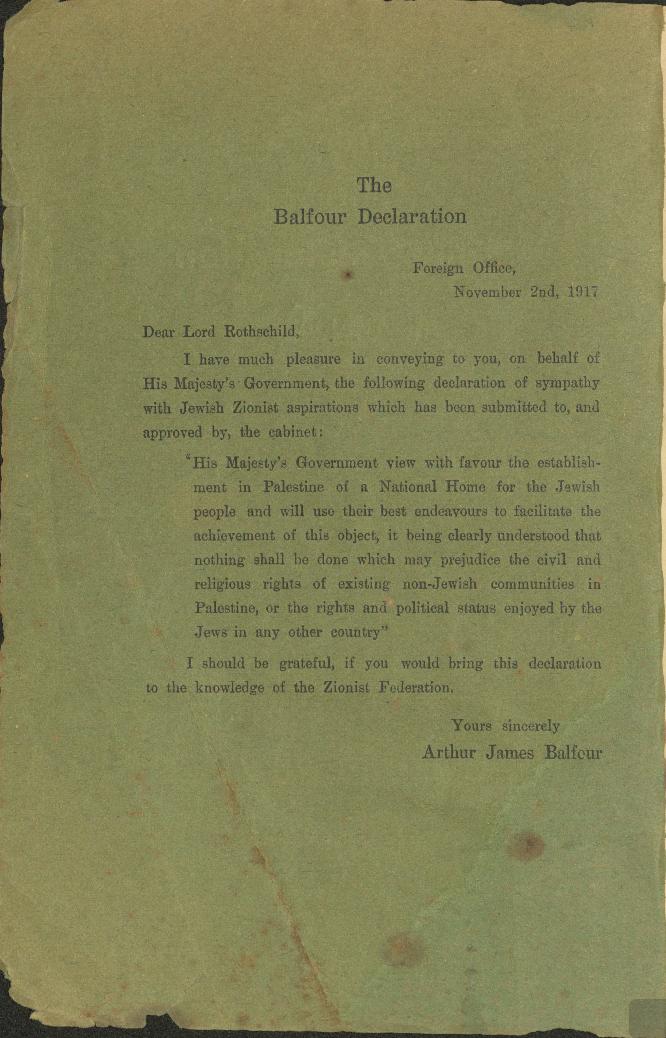 The
Balfour Declaration
Foreign Office,
November 2nd, 1917
Dear Lord Rothschild,
I have much pleasure in conveying to you, on behalf of
His Majesty's Government, the following declaration of sympathy
with Jewish Zionist aspirations which has been submitted to, and
approved by, the cabinet:
"His Majesty's Government view with favour the establish-
ment in Palestine of a National Home for the Jewish
people and will use their best endeavours to facilitate the
achievement of this object, it being clearly understood that
nothing shall be done which may prejudice the civil and
religious rights of existing non-Jewish communities in
Palestine, or the rights and political status enjoyed by the
Jews in any other country"
I should be grateful, if you would bring this declaration
to the knowledge of the Zionist Federation.
Yours sincerely
Arthur James Balfour